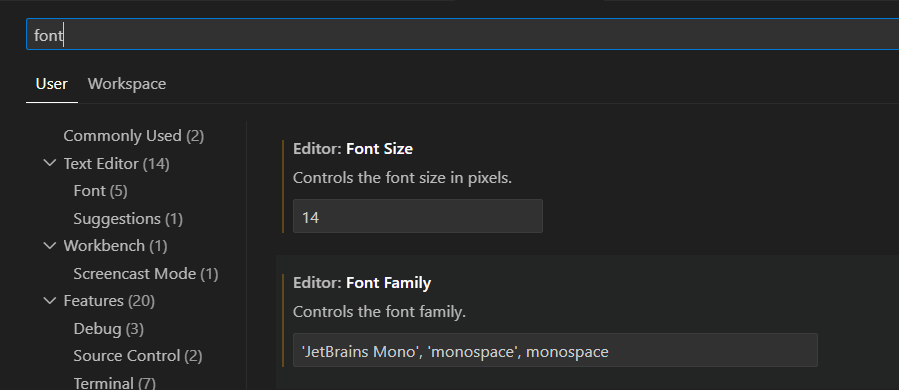 font
User Workspace
Commonly Used (2)
Text Editor (14)
Font (5)
Suggestions (1)
Workbench (1)
Screencast Mode (1)
Features (20)
Debug (3)
Source Control (2)
Terminal (7)
Editor: Font Size
Controls the font size in pixels.
14
Editor: Font Family
Controls the font family.
'JetBrains Mono', 'monospace', monospace